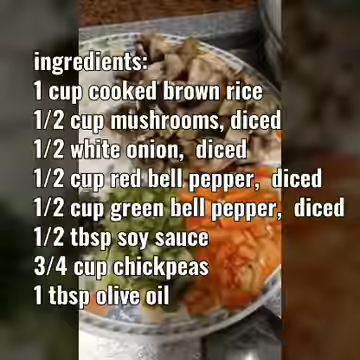 ingredients:
1 cup cooked brown rice
1/2 cup mushrooms, diced
1/2 white onion, diced
1/2 cup red bell pepper, diced
1/2 cup green bell pepper, diced
1/2 tbsp soy sauce
3/4 cup chickpeas
1 tbsp olive oil